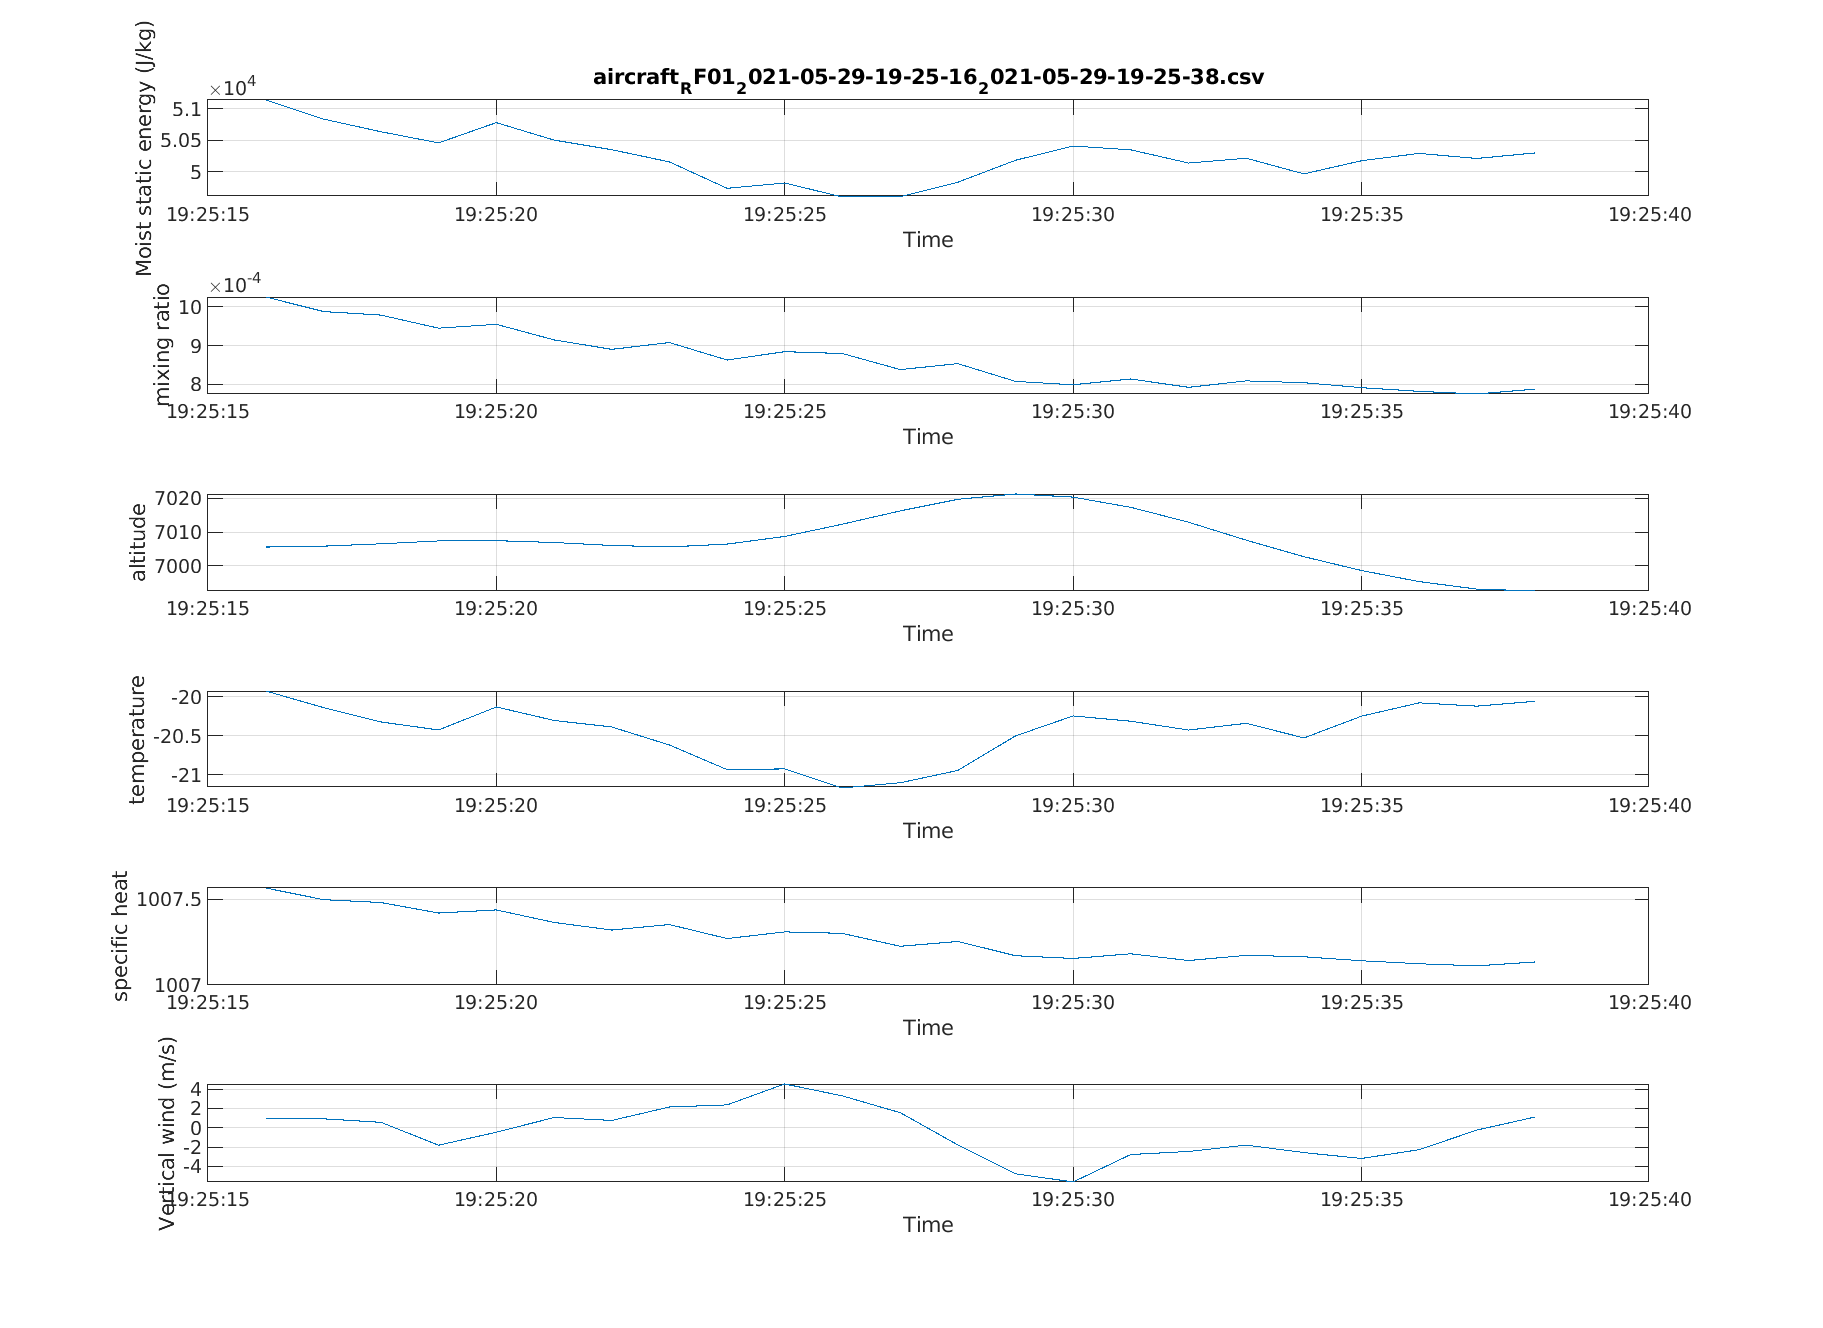 aircraft_RF01_2021-05-29-19-25-16_2021-05-29-19-25-38.csv
×10^4
Moist static energy (J/kg)
5.1
5.05
5
19:25:15 19:25:20 19:25:25 19:25:30 19:25:35 19:25:40
Time
×10^-4
mixing ratio
10
9
8
19:25:15 19:25:20 19:25:25 19:25:30 19:25:35 19:25:40
Time
altitude
7020
7010
7000
19:25:15 19:25:20 19:25:25 19:25:30 19:25:35 19:25:40
Time
temperature
-20
-20.5
-21
19:25:15 19:25:20 19:25:25 19:25:30 19:25:35 19:25:40
Time
specific heat
1007.5
1007
19:25:15 19:25:20 19:25:25 19:25:30 19:25:35 19:25:40
Time
Vertical wind (m/s)
4
2
0
-2
-4
19:25:15 19:25:20 19:25:25 19:25:30 19:25:35 19:25:40
Time